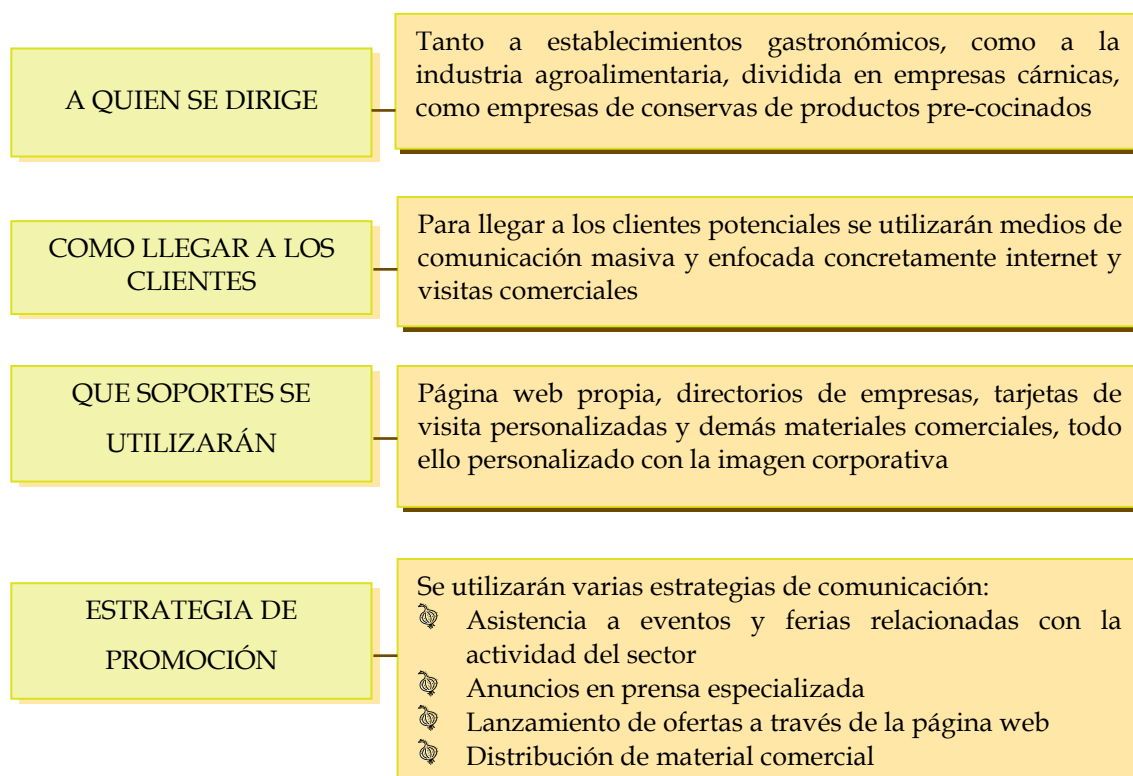 A QUIEN SE DIRIGE
Tanto a establecimientos gastronómicos, como a la
industria agroalimentaria, dividida en empresas cárnicas,
como empresas de conservas de productos pre-cocinados
COMO LLEGAR A LOS
CLIENTES
Para llegar a los clientes potenciales se utilizarán medios de
comunicación masiva y enfocada concretamente internet y
visitas comerciales
QUE SOPORTES SE
UTILIZARÁN
Página web propia, directorios de empresas, tarjetas de
visita personalizadas y demás materiales comerciales, todo
ello personalizado con la imagen corporativa
ESTRATEGIA DE
PROMOCIÓN
Se utilizarán varias estrategias de comunicación:
Asistencia a eventos y ferias relacionadas con la
actividad del sector
Anuncios en prensa especializada
Lanzamiento de ofertas a través de la página web
Distribución de material comercial